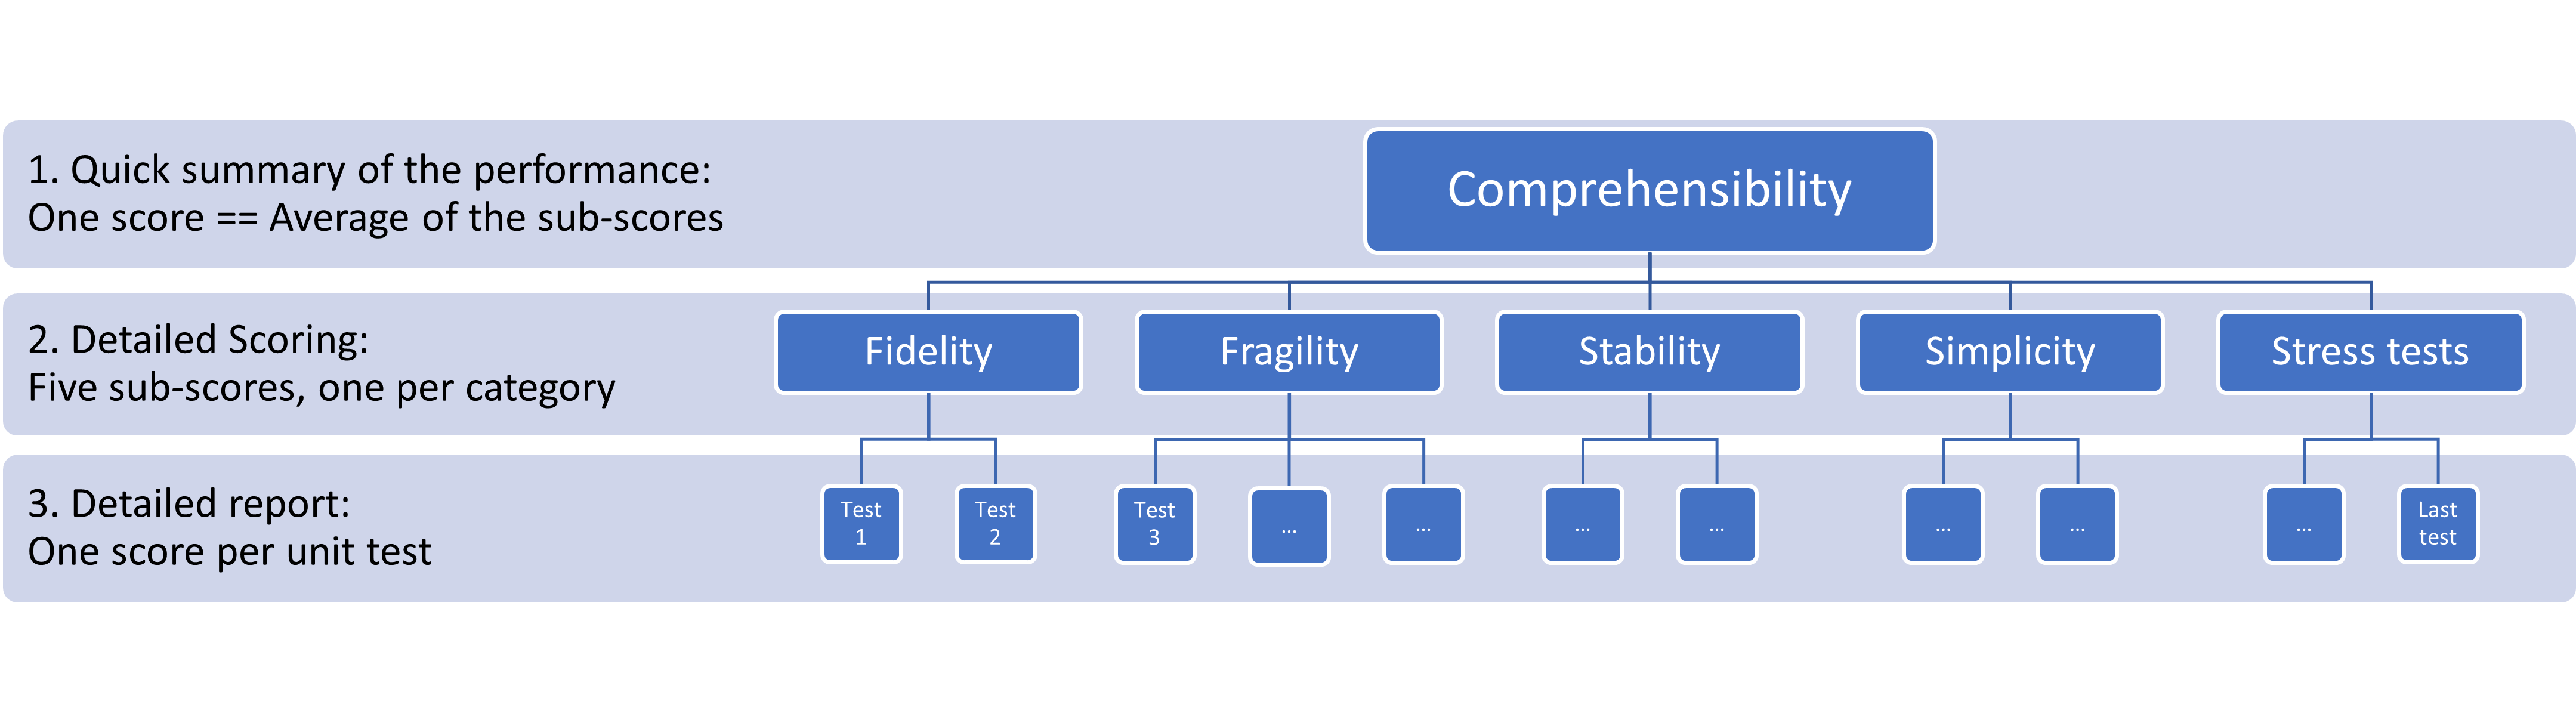 1. Quick summary of the performance:
One score == Average of the sub-scores
Comprehensibility
2. Detailed Scoring:
Five sub-scores, one per category
Fidelity
Fragility
Stability
Simplicity
Stress tests
3. Detailed report:
One score per unit test
Test
1
Test
2
Test
3
...
...
...
...
...
...
...
Last
test